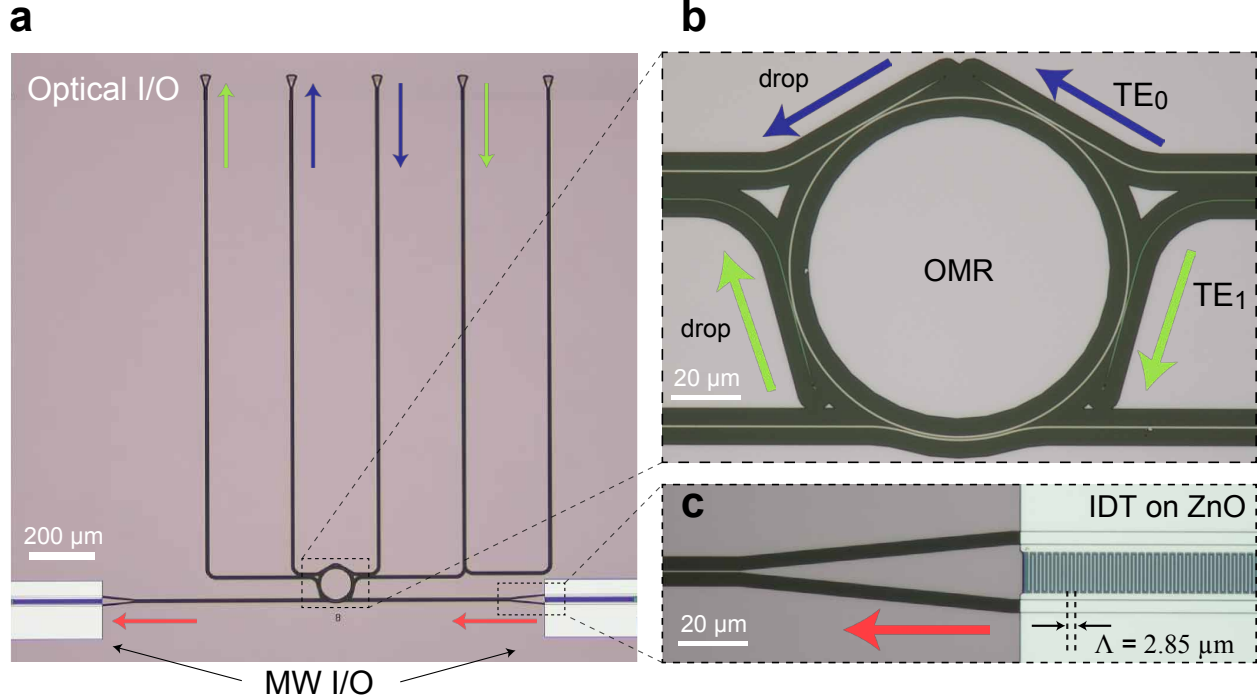 a
Optical I/O
200 μm
8
MW I/O
b
drop
TE0
OMR
drop
TE1
20 μm
c
IDT on ZnO
20 μm
Λ = 2.85 μm